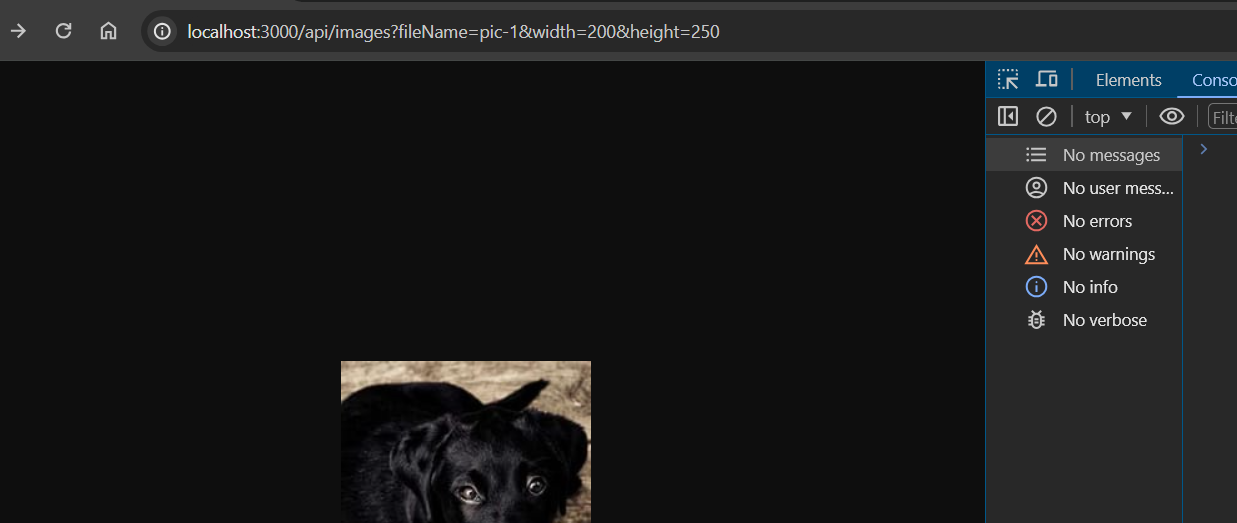 localhost:3000/api/images?fileName=pic-1&width=200&height=250
Elements Conso
top Filte
No messages
No user mess...
No errors
No warnings
No info
No verbose